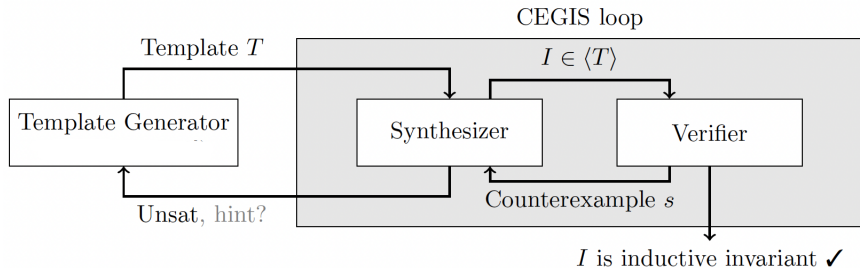 CEGIS loop
Template T
I ∈ ⟨T⟩
Template Generator
Synthesizer
Verifier
Counterexample s
Unsat, hint?
I is inductive invariant ✓